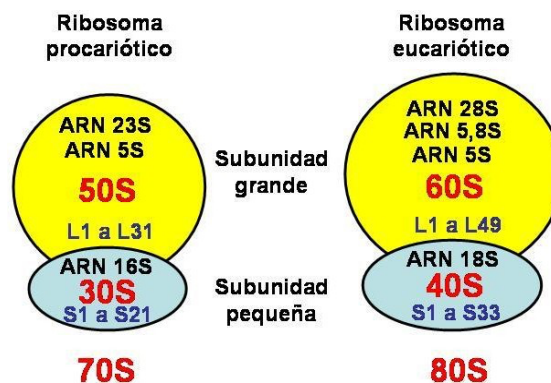 Ribosoma
procariótico
Ribosoma
eucariótico
ARN 23S
ARN 5S
50S
L1 a L31
Subunidad
grande
ARN 28S
ARN 5,8S
ARN 5S
60S
L1 a L49
ARN 16S
30S
S1 a S21
Subunidad
pequeña
ARN 18S
40S
S1 a S33
70S
80S